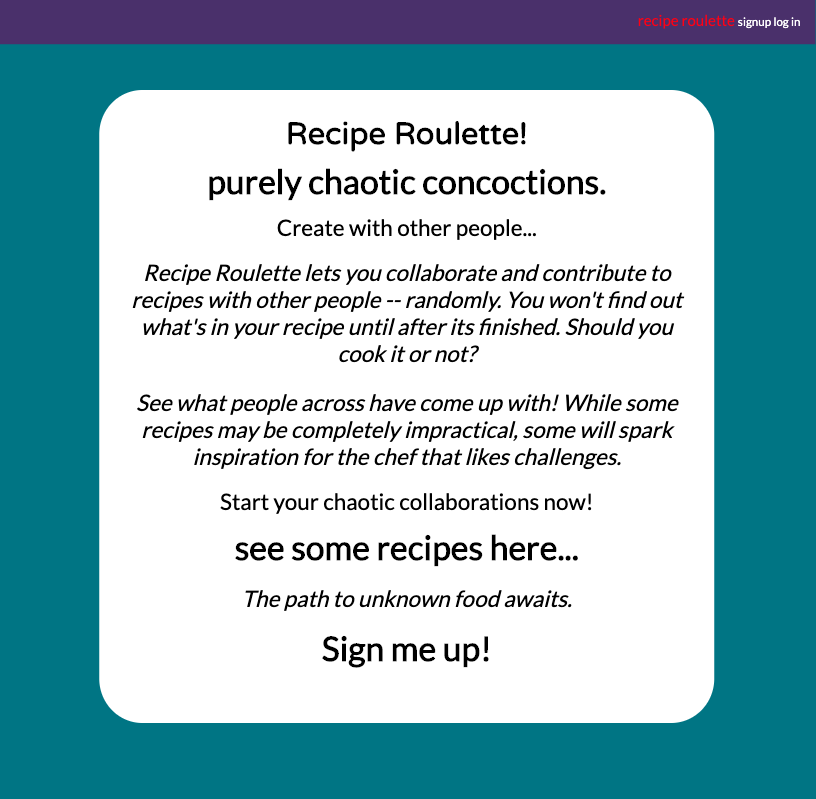 recipe roulette signup log in
Recipe Roulette!
purely chaotic concoctions.
Create with other people...
Recipe Roulette lets you collaborate and contribute to
recipes with other people -- randomly. You won't find out
what's in your recipe until after its finished. Should you
cook it or not?
See what people across have come up with! While some
recipes may be completely impractical, some will spark
inspiration for the chef that likes challenges.
Start your chaotic collaborations now!
see some recipes here...
The path to unknown food awaits.
Sign me up!